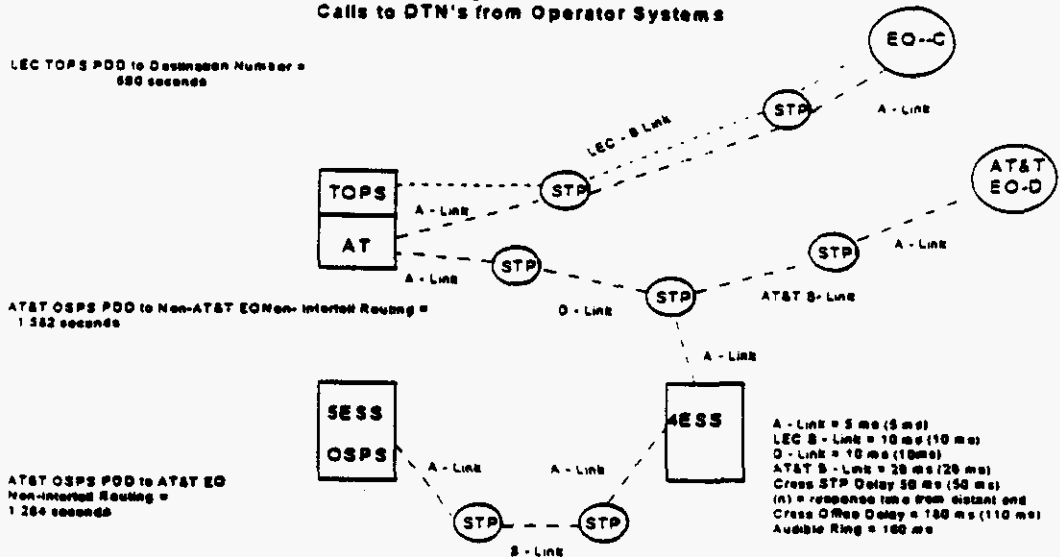 Calls to DTN's from Operator Systems
EO--C
LEC TOPS PDD to Destination Number =
680 seconds
STP
A - Link
LEC - B Link
AT&T
EO-D
TOPS
STP
A - Link
AT
STP
A - Link
STP
A - Link
STP
AT&T B- Link
D - Link
AT&T OSPS PDD to Non-AT&T EONon- Intertoll Routing =
1 582 seconds
A - Link
5ESS
OSPS
4ESS
A - Link
A - Link
A - Link = 5 ms (5 ms)
LEC B - Link = 10 ms (10 ms)
D - Link = 10 ms (10ms)
AT&T B - Link = 20 ms (20 ms)
Cross STP Delay 50 ms (50 ms)
(n) = response time from distant end
Cross Office Delay = 180 ms (110 ms)
Audible Ring = 160 ms
AT&T OSPS PDD to AT&T EO
Non-Intertoll Routing =
1 264 seconds
STP
STP
B - Link